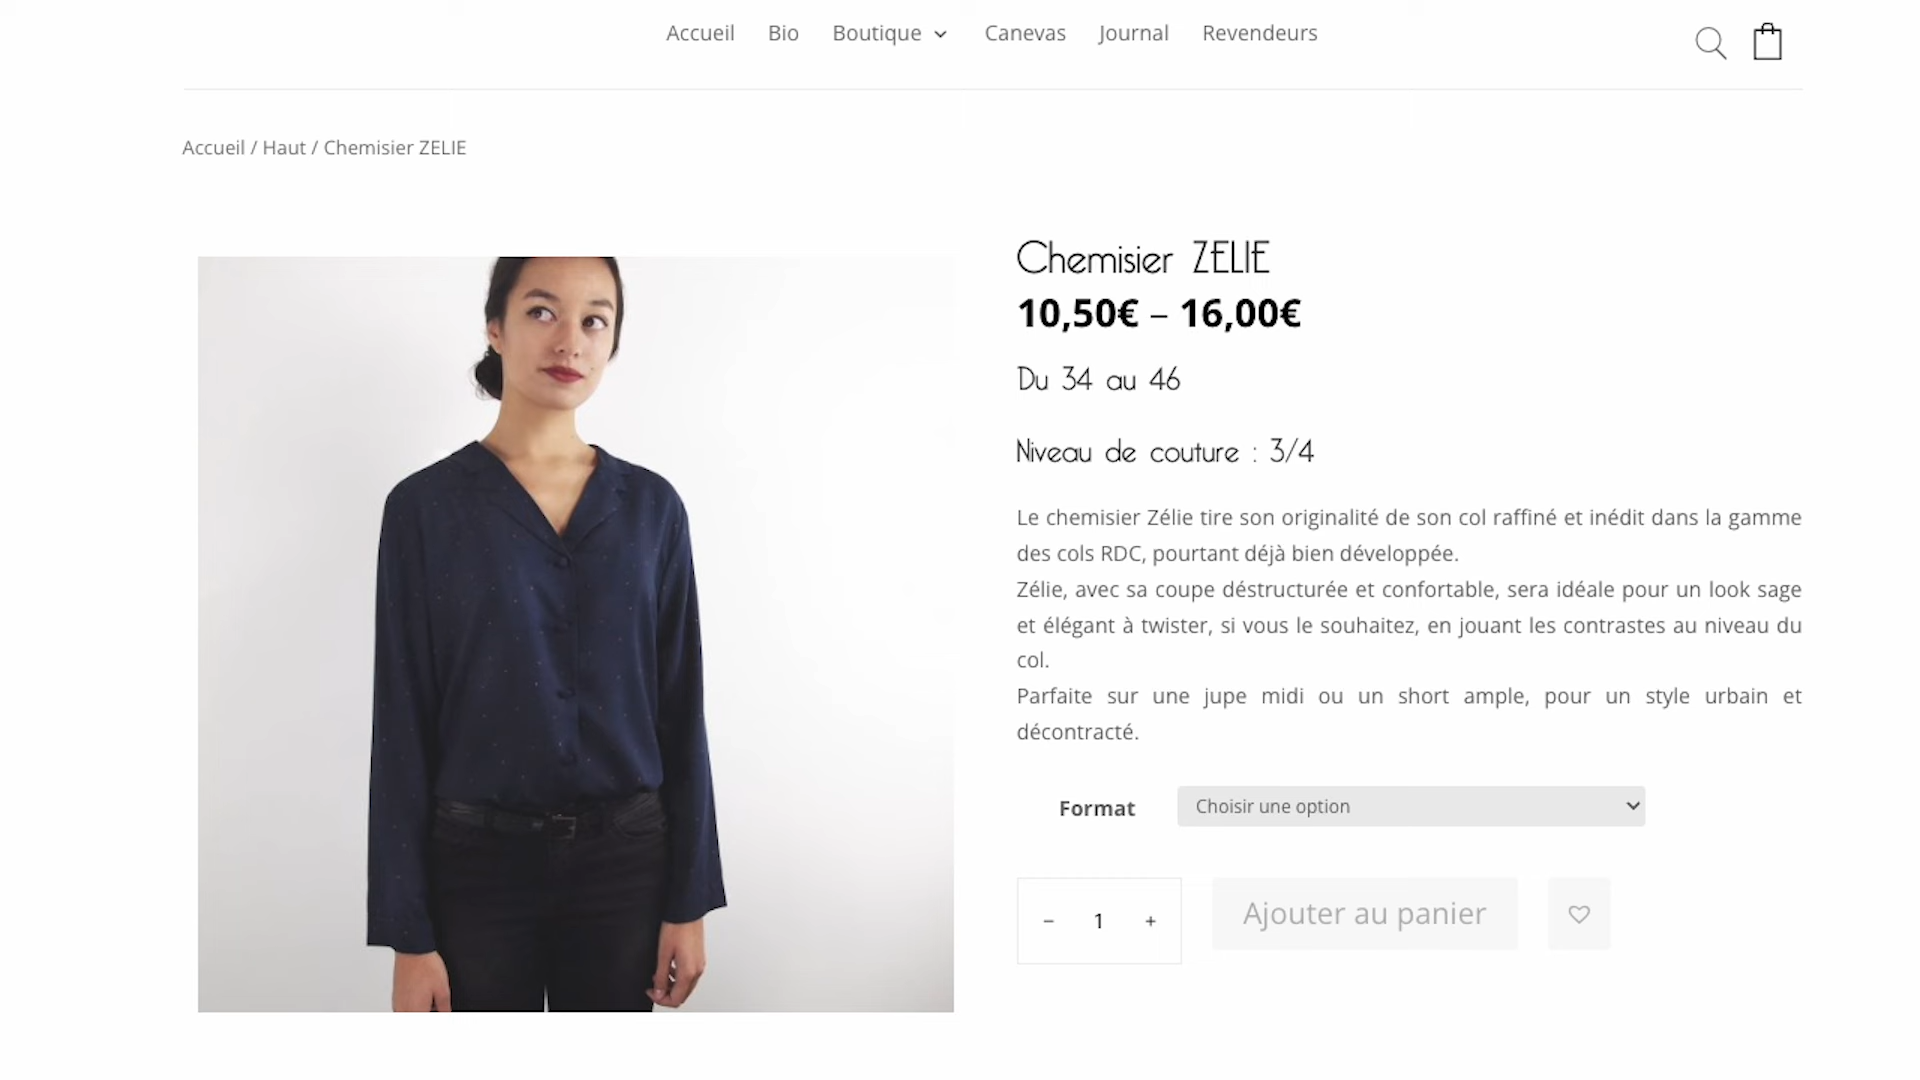 Accueil Bio Boutique Canevas Journal Revendeurs
Accueil / Haut / Chemisier ZELIE
Chemisier ZELIE
10,50€ – 16,00€
Du 34 au 46
Niveau de couture : 3/4
Le chemisier Zélie tire son originalité de son col raffiné et inédit dans la gamme
des cols RDC, pourtant déjà bien développée.
Zélie, avec sa coupe déstructurée et confortable, sera idéale pour un look sage
et élégant à twister, si vous le souhaitez, en jouant les contrastes au niveau du
col.
Parfaite sur une jupe midi ou un short ample, pour un style urbain et
décontracté.
Format Choisir une option
− 1 + Ajouter au panier